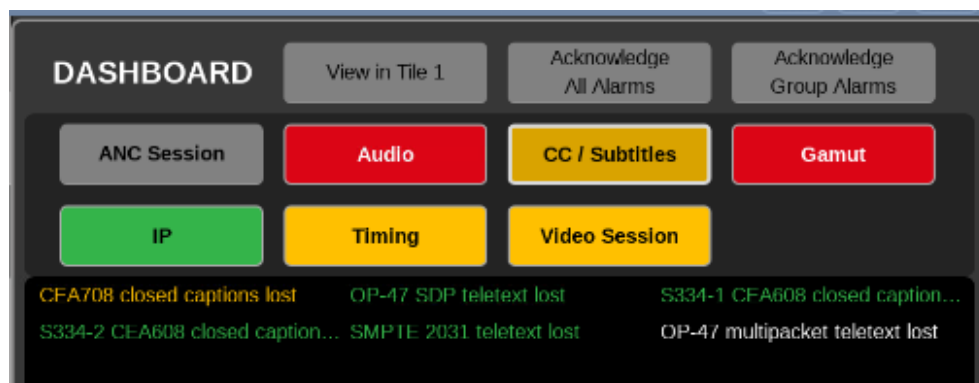 DASHBOARD
View in Tile 1
Acknowledge
All Alarms
Acknowledge
Group Alarms
ANC Session
Audio
CC / Subtitles
Gamut
IP
Timing
Video Session
CEA708 closed captions lost
OP-47 SDP teletext lost
S334-1 CEA608 closed caption...
S334-2 CEA608 closed caption...
SMPTE 2031 teletext lost
OP-47 multipacket teletext lost